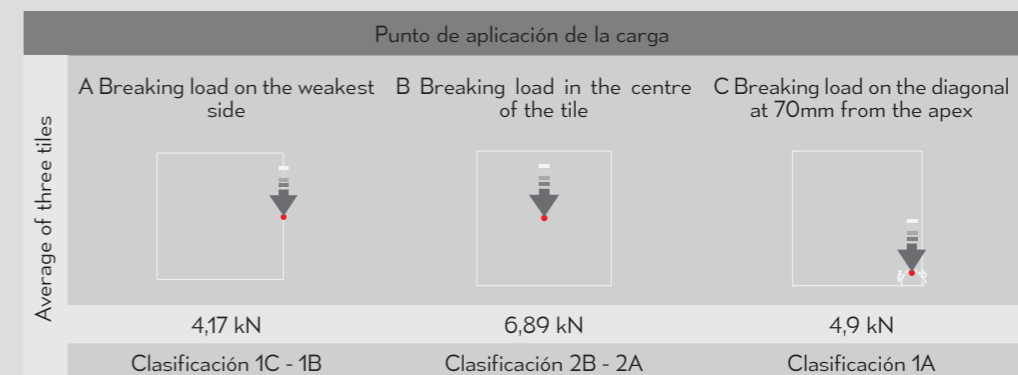 Punto de aplicación de la carga
Average of three tiles
A Breaking load on the weakest
side
B Breaking load in the centre
of the tile
C Breaking load on the diagonal
at 70mm from the apex
4,17 kN
6,89 kN
4,9 kN
Clasificación 1C - 1B
Clasificación 2B - 2A
Clasificación 1A